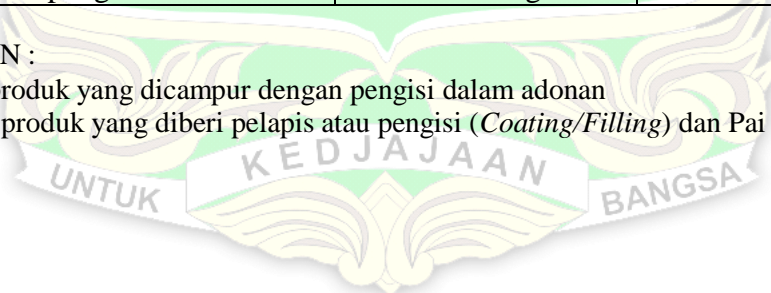 N :
roduk yang dicampur dengan pengisi dalam adonan
produk yang diberi pelapis atau pengisi (Coating/Filling) dan Pai
UNTUK KEDJAJAAN BANGSA